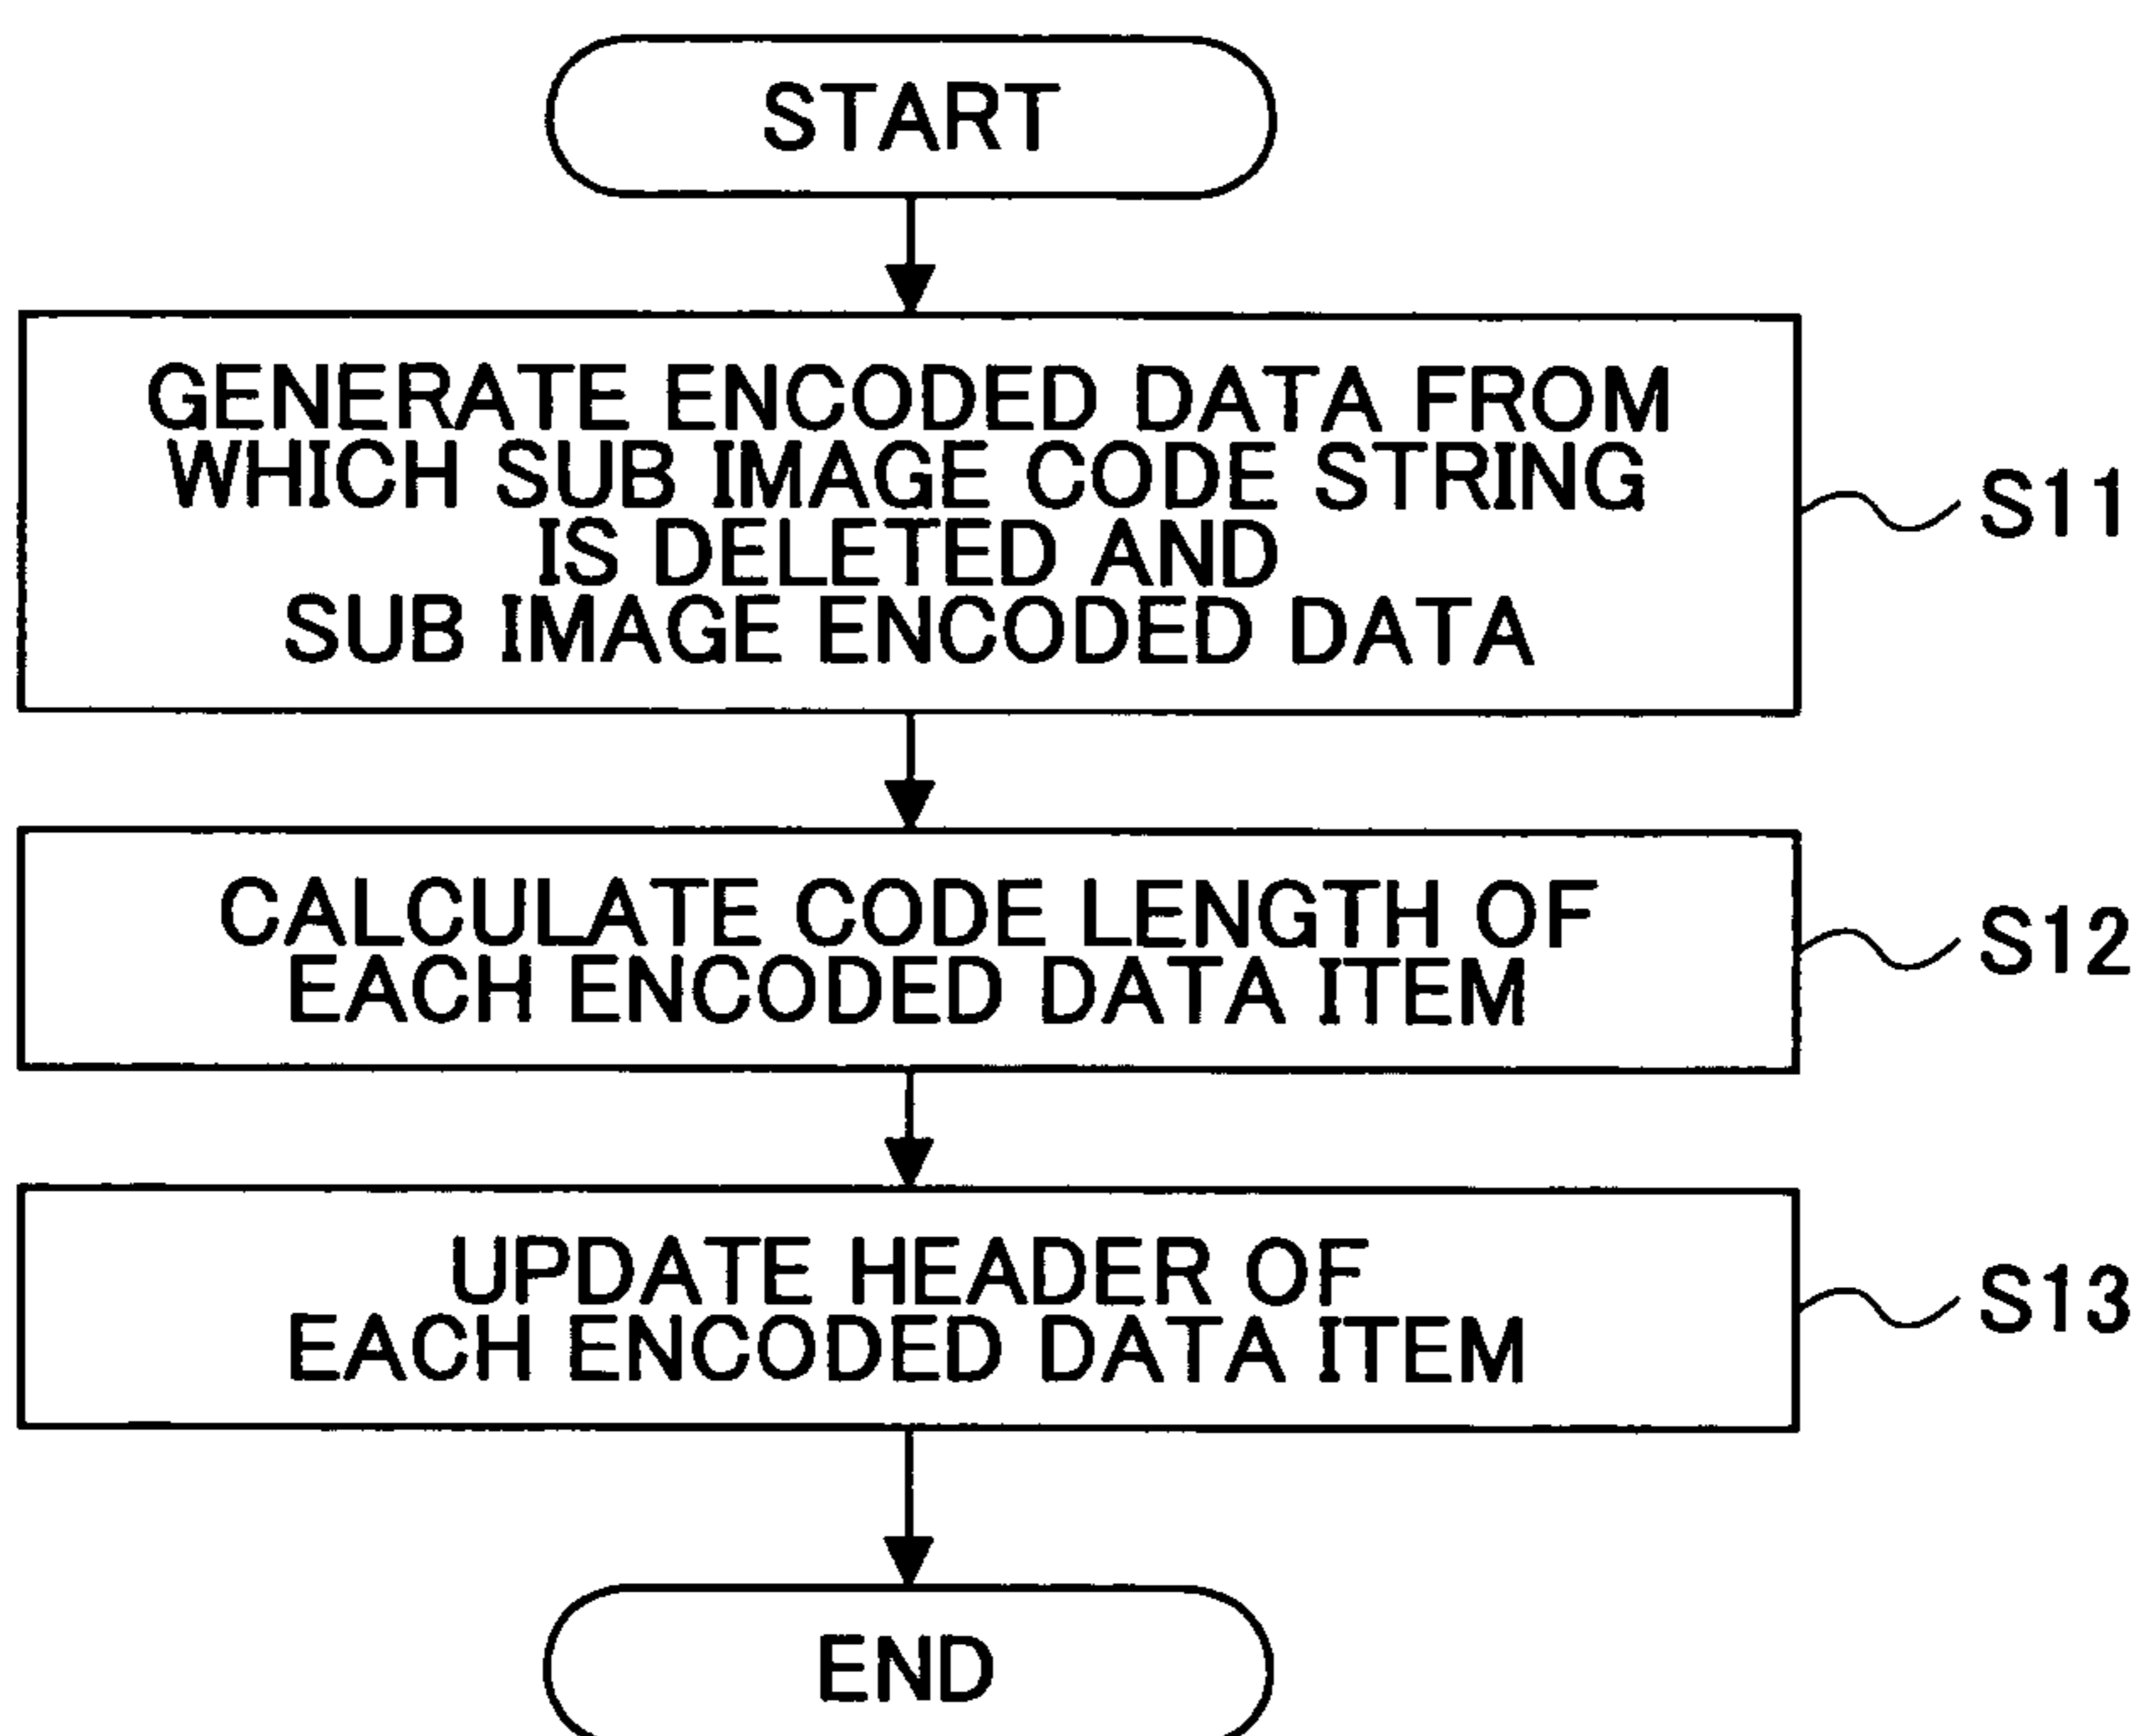 START
GENERATE ENCODED DATA FROM
WHICH SUB IMAGE CODE STRING
IS DELETED AND
SUB IMAGE ENCODED DATA
S11
CALCULATE CODE LENGTH OF
EACH ENCODED DATA ITEM
S12
UPDATE HEADER OF
EACH ENCODED DATA ITEM
S13
END